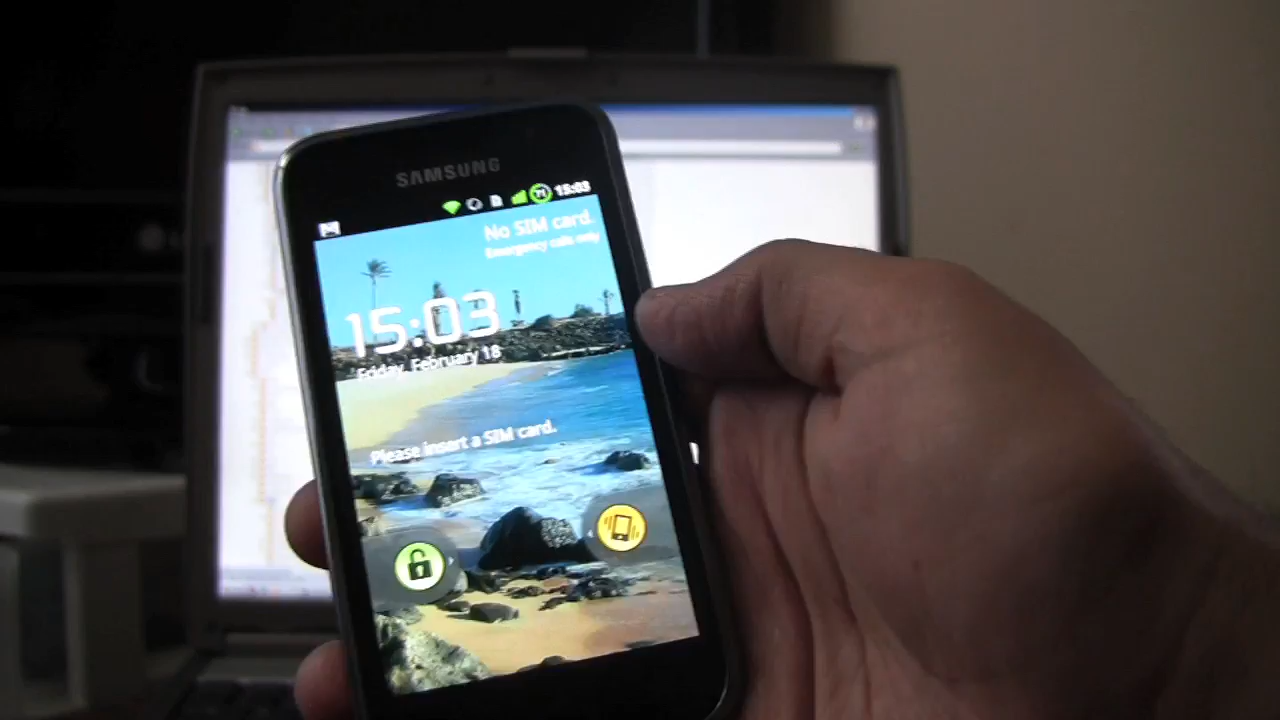 SAMSUNG
15:03
No SIM card.
Emergency calls only
15:03
Friday, February 18
Please insert a SIM card.